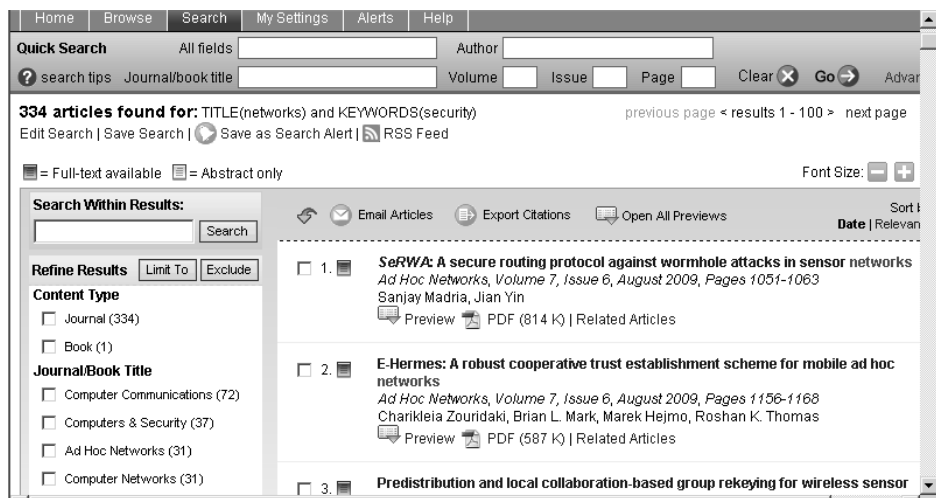 Home Browse Search My Settings Alerts Help
Quick Search All fields Author
? search tips Journal/book title Volume Issue Page Clear Go
334 articles found for: TITLE(networks) and KEYWORDS(security) previous page < results 1 - 100 > next page
Edit Search | Save Search | Save as Search Alert | RSS Feed
= Full-text available = Abstract only Font Size:
Search Within Results:
Search
Refine Results Limit To Exclude
Content Type
Journal (334)
Book (1)
Journal/Book Title
Computer Communications (72)
Computers & Security (37)
Ad Hoc Networks (31)
Computer Networks (31)
Email Articles Export Citations Open All Previews Sort
Date | Relevan
1. SeRWA: A secure routing protocol against wormhole attacks in sensor networks
Ad Hoc Networks, Volume 7, Issue 6, August 2009, Pages 1051-1063
Sanjay Madria, Jian Yin
Preview PDF (814 K) | Related Articles
2. E-Hermes: A robust cooperative trust establishment scheme for mobile ad hoc
networks
Ad Hoc Networks, Volume 7, Issue 6, August 2009, Pages 1156-1168
Charikleia Zouridaki, Brian L. Mark, Marek Hejmo, Roshan K. Thomas
Preview PDF (587 K) | Related Articles
3. Predistribution and local collaboration-based group rekeying for wireless sensor